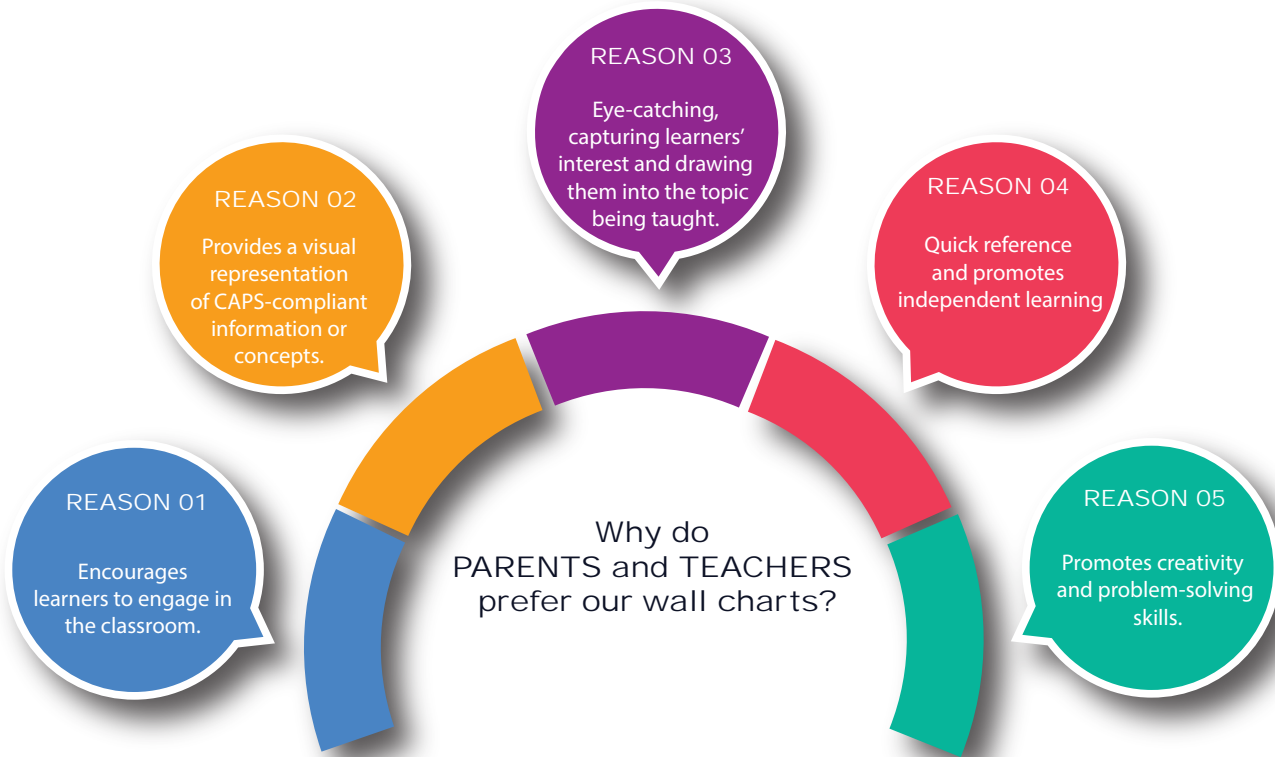 REASON 01
Encourages
learners to engage in
the classroom.
REASON 02
Provides a visual
representation
of CAPS-compliant
information or
concepts.
REASON 03
Eye-catching,
capturing learners’
interest and drawing
them into the topic
being taught.
REASON 04
Quick reference
and promotes
independent learning
REASON 05
Promotes creativity
and problem-solving
skills.
Why do
PARENTS and TEACHERS
prefer our wall charts?